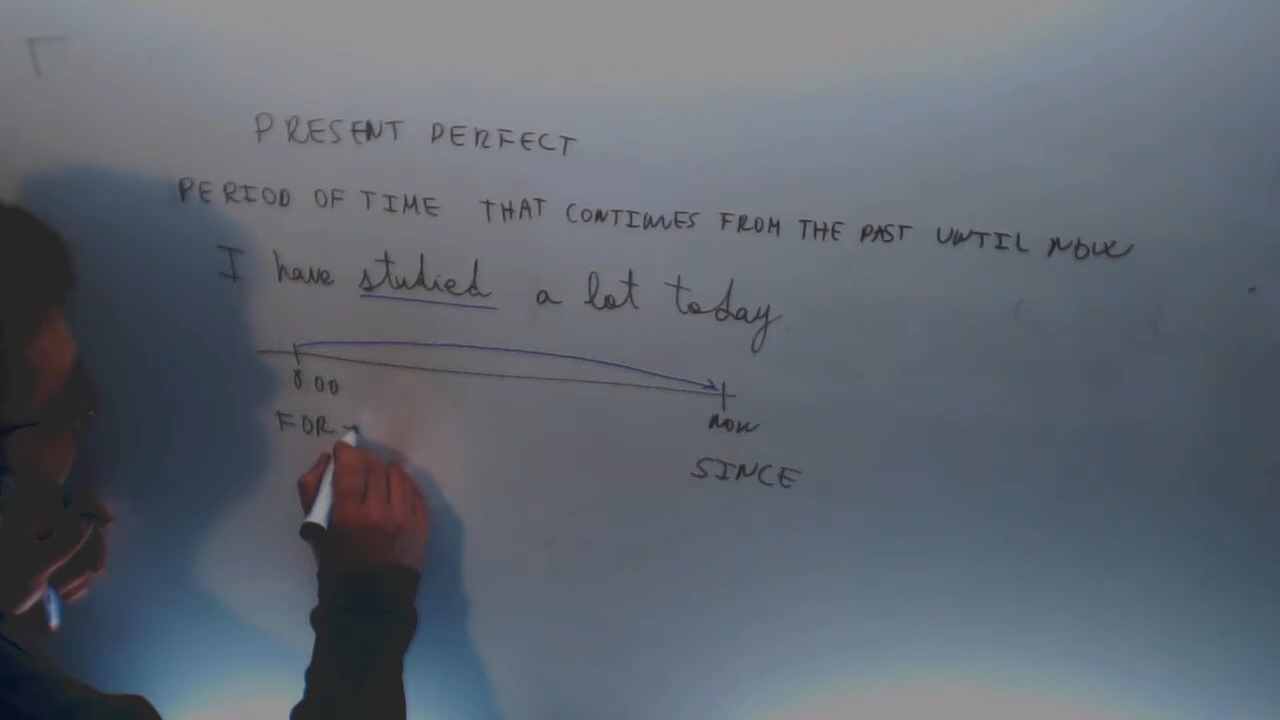 PRESENT PERFECT
PERIOD OF TIME THAT CONTINUES FROM THE PAST UNTIL NOW
I have studied a lot today
8.00
NOW
FOR -
SINCE